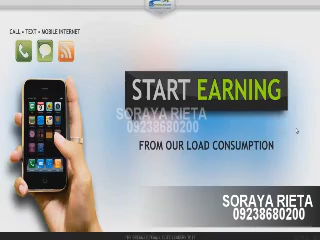 CALL • TEXT • MOBILE INTERNET
START EARNING
SORAYA RIETA
09238680200
FROM OUR LOAD CONSUMPTION
SORAYA RIETA
09238680200